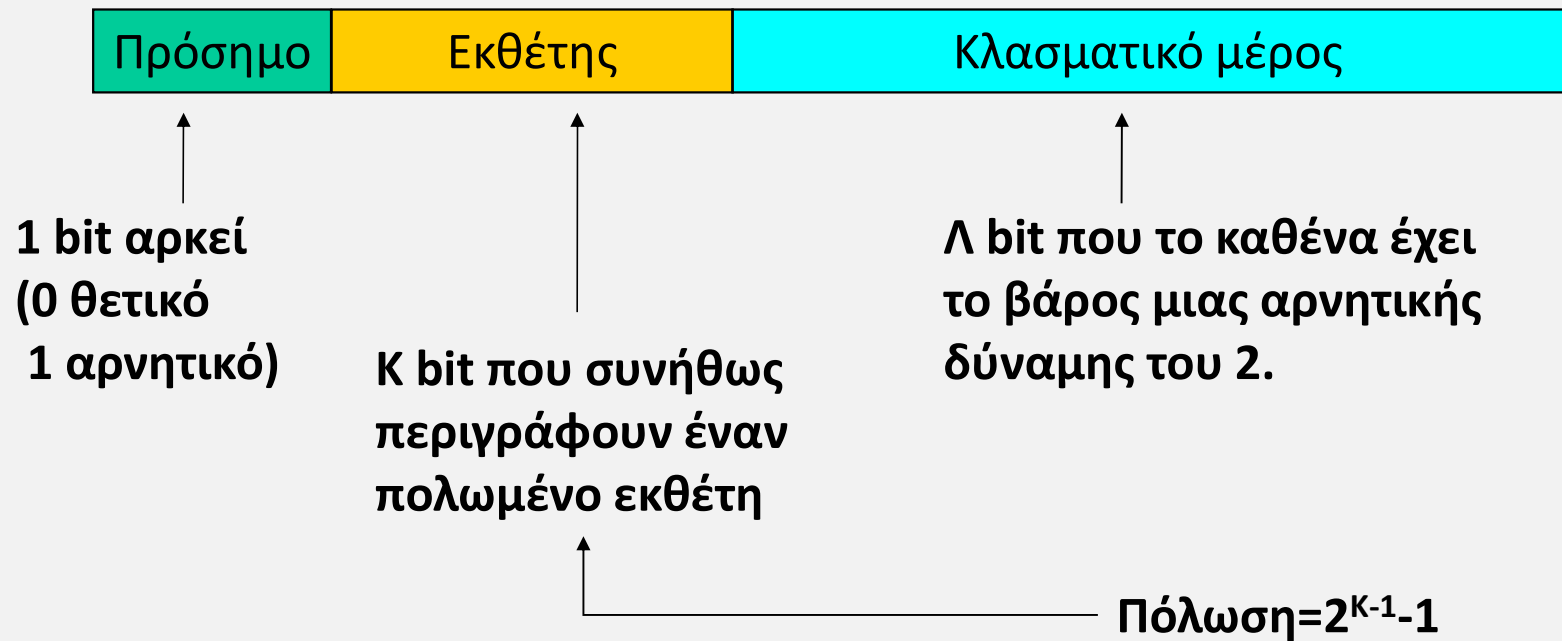 Πρόσημο
Εκθέτης
Κλασματικό μέρος
1 bit αρκεί
(0 θετικό
1 αρνητικό)
Κ bit που συνήθως
περιγράφουν έναν
πολωμένο εκθέτη
Λ bit που το καθένα έχει
το βάρος μιας αρνητικής
δύναμης του 2.
Πόλωση=2ᴷ⁻¹-1